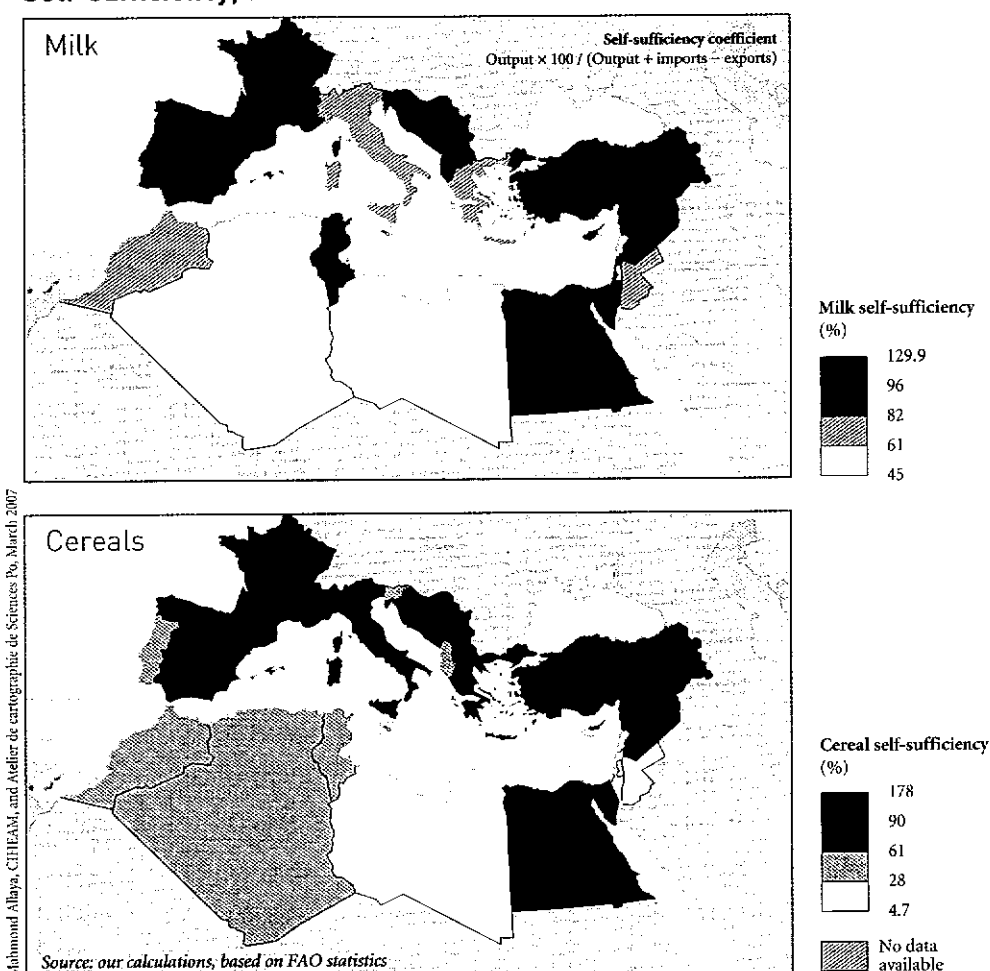 Milk
Self-sufficiency coefficient
Output × 100 / (Output + imports − exports)
Milk self-sufficiency
(%)
129.9
96
82
61
45
Cereals
Cereal self-sufficiency
(%)
178
90
61
28
4.7
No data
available
Source: our calculations, based on FAO statistics
Mahmoud Allaya, CIHEAM, and Atelier de cartographie de Sciences Po, March 2007